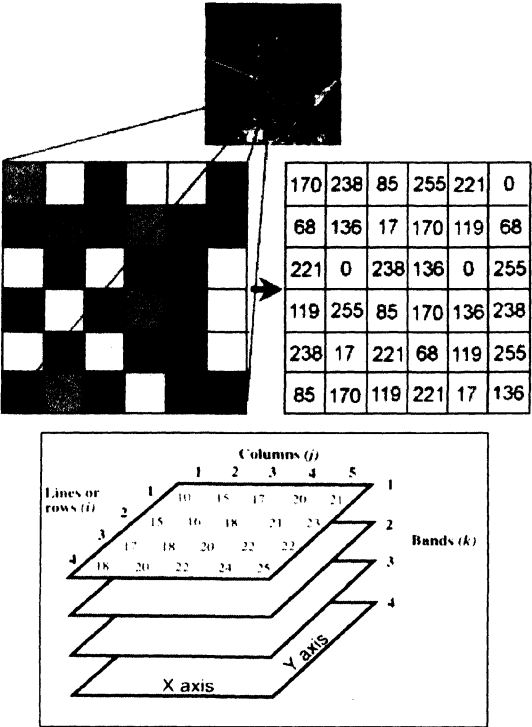 170 238 85 255 221 0
68 136 17 170 119 68
221 0 238 136 0 255
119 255 85 170 136 238
238 17 221 68 119 255
85 170 119 221 17 136
Columns (j)
1 2 3 4 5
Lines or
rows (i)
1 10 15 17 20 21 1
2 15 16 18 21 23 2
3 17 18 20 22 22 Bands (k)
4 18 20 22 24 25 3
4
Y axis
X axis